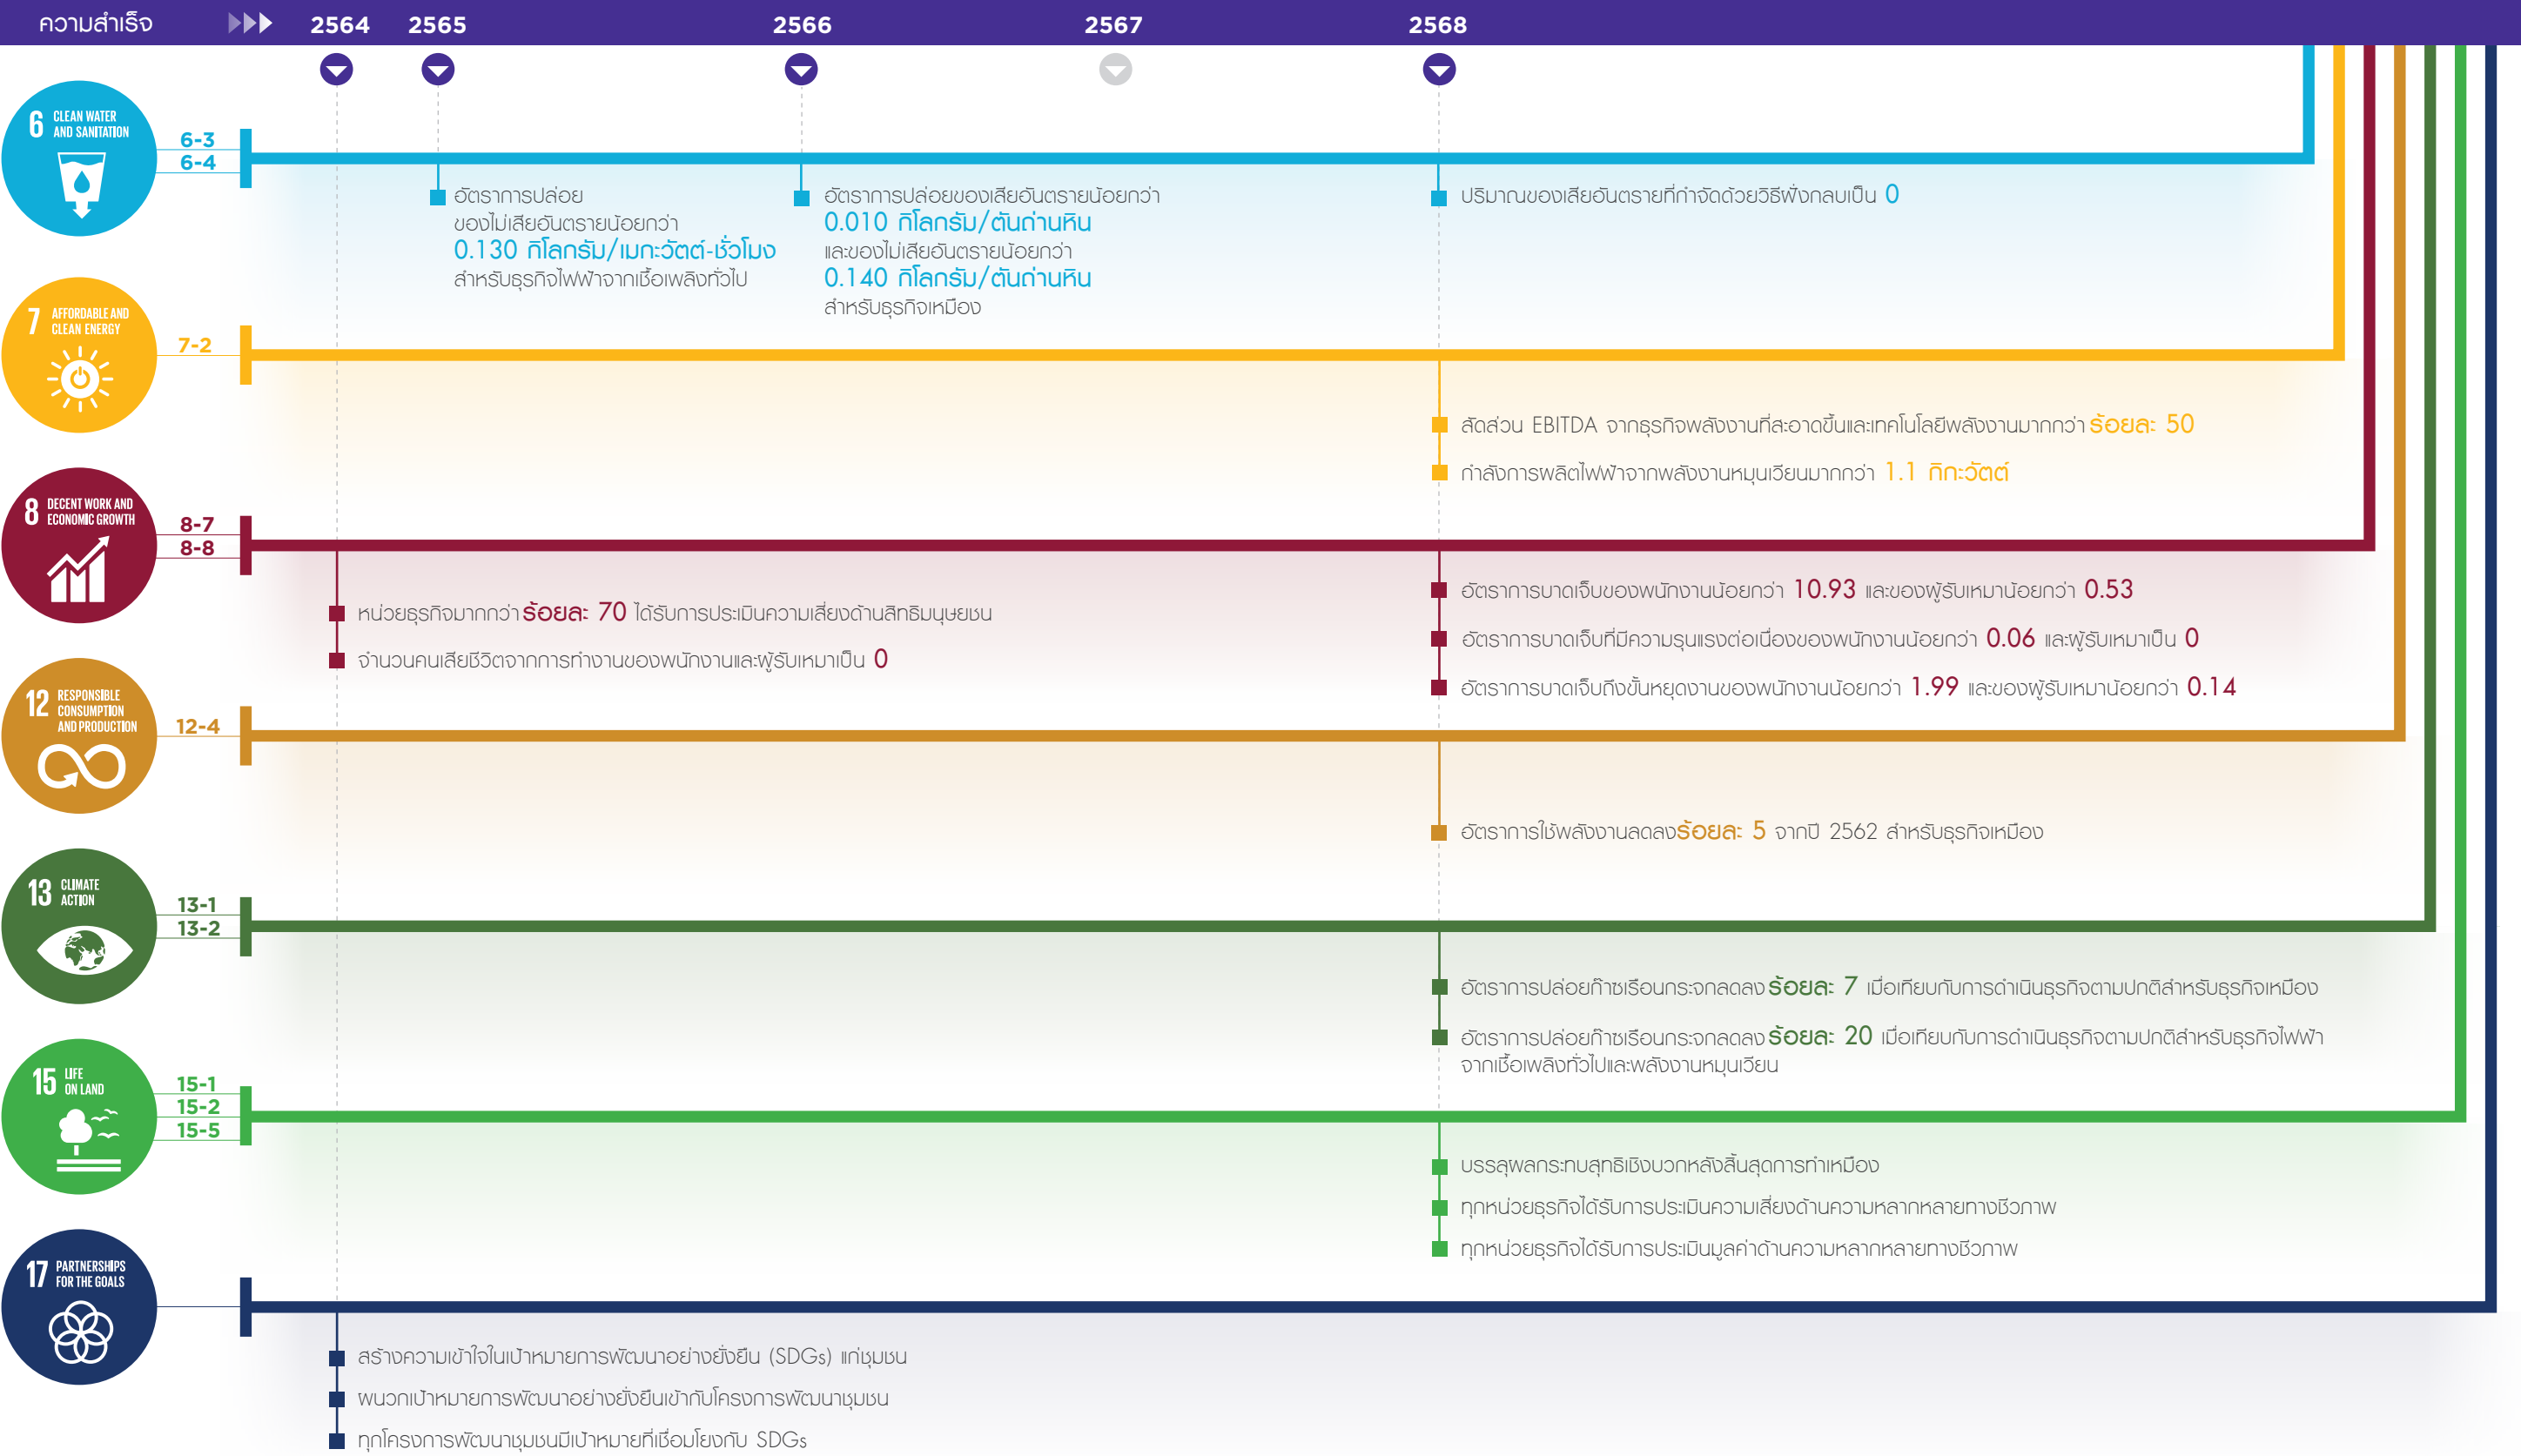 ความสำเร็จ 2564 2565 2566 2567 2568
6 CLEAN WATER
AND SANITATION
6-3
6-4
อัตราการปล่อย
ของไม่เสียอันตรายน้อยกว่า
0.130 กิโลกรัม/เมกะวัตต์-ชั่วโมง
สำหรับธุรกิจไฟฟ้าจากเชื้อเพลิงทั่วไป
อัตราการปล่อยของเสียอันตรายน้อยกว่า
0.010 กิโลกรัม/ตันถ่านหิน
และของไม่เสียอันตรายน้อยกว่า
0.140 กิโลกรัม/ตันถ่านหิน
สำหรับธุรกิจเหมือง
ปริมาณของเสียอันตรายที่กำจัดด้วยวิธีฝังกลบเป็น 0
7 AFFORDABLE AND
CLEAN ENERGY
7-2
สัดส่วน EBITDA จากธุรกิจพลังงานที่สะอาดขึ้นและเทคโนโลยีพลังงานมากกว่า ร้อยละ 50
กำลังการผลิตไฟฟ้าจากพลังงานหมุนเวียนมากกว่า 1.1 กิกะวัตต์
8 DECENT WORK AND
ECONOMIC GROWTH
8-7
8-8
หน่วยธุรกิจมากกว่า ร้อยละ 70 ได้รับการประเมินความเสี่ยงด้านสิทธิมนุษยชน
จำนวนคนเสียชีวิตจากการทำงานของพนักงานและผู้รับเหมาเป็น 0
อัตราการบาดเจ็บของพนักงานน้อยกว่า 10.93 และของผู้รับเหมาน้อยกว่า 0.53
อัตราการบาดเจ็บที่มีความรุนแรงต่อเนื่องของพนักงานน้อยกว่า 0.06 และผู้รับเหมาเป็น 0
อัตราการบาดเจ็บถึงขั้นหยุดงานของพนักงานน้อยกว่า 1.99 และของผู้รับเหมาน้อยกว่า 0.14
12 RESPONSIBLE
CONSUMPTION
AND PRODUCTION
12-4
อัตราการใช้พลังงานลดลงร้อยละ 5 จากปี 2562 สำหรับธุรกิจเหมือง
13 CLIMATE
ACTION
13-1
13-2
อัตราการปล่อยก๊าซเรือนกระจกลดลง ร้อยละ 7 เมื่อเทียบกับการดำเนินธุรกิจตามปกติสำหรับธุรกิจเหมือง
อัตราการปล่อยก๊าซเรือนกระจกลดลง ร้อยละ 20 เมื่อเทียบกับการดำเนินธุรกิจตามปกติสำหรับธุรกิจไฟฟ้า
จากเชื้อเพลิงทั่วไปและพลังงานหมุนเวียน
15 LIFE
ON LAND
15-1
15-2
15-5
บรรลุผลกระทบสุทธิเชิงบวกหลังสิ้นสุดการทำเหมือง
ทุกหน่วยธุรกิจได้รับการประเมินความเสี่ยงด้านความหลากหลายทางชีวภาพ
ทุกหน่วยธุรกิจได้รับการประเมินมูลค่าด้านความหลากหลายทางชีวภาพ
17 PARTNERSHIPS
FOR THE GOALS
สร้างความเข้าใจในเป้าหมายการพัฒนาอย่างยั่งยืน (SDGs) แก่ชุมชน
ผนวกเป้าหมายการพัฒนาอย่างยั่งยืนเข้ากับโครงการพัฒนาชุมชน
ทุกโครงการพัฒนาชุมชนมีเป้าหมายที่เชื่อมโยงกับ SDGs